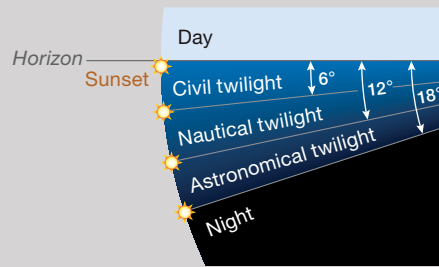 Day
Horizon
Sunset
Civil twilight
6°
12°
18°
Nautical twilight
Astronomical twilight
Night